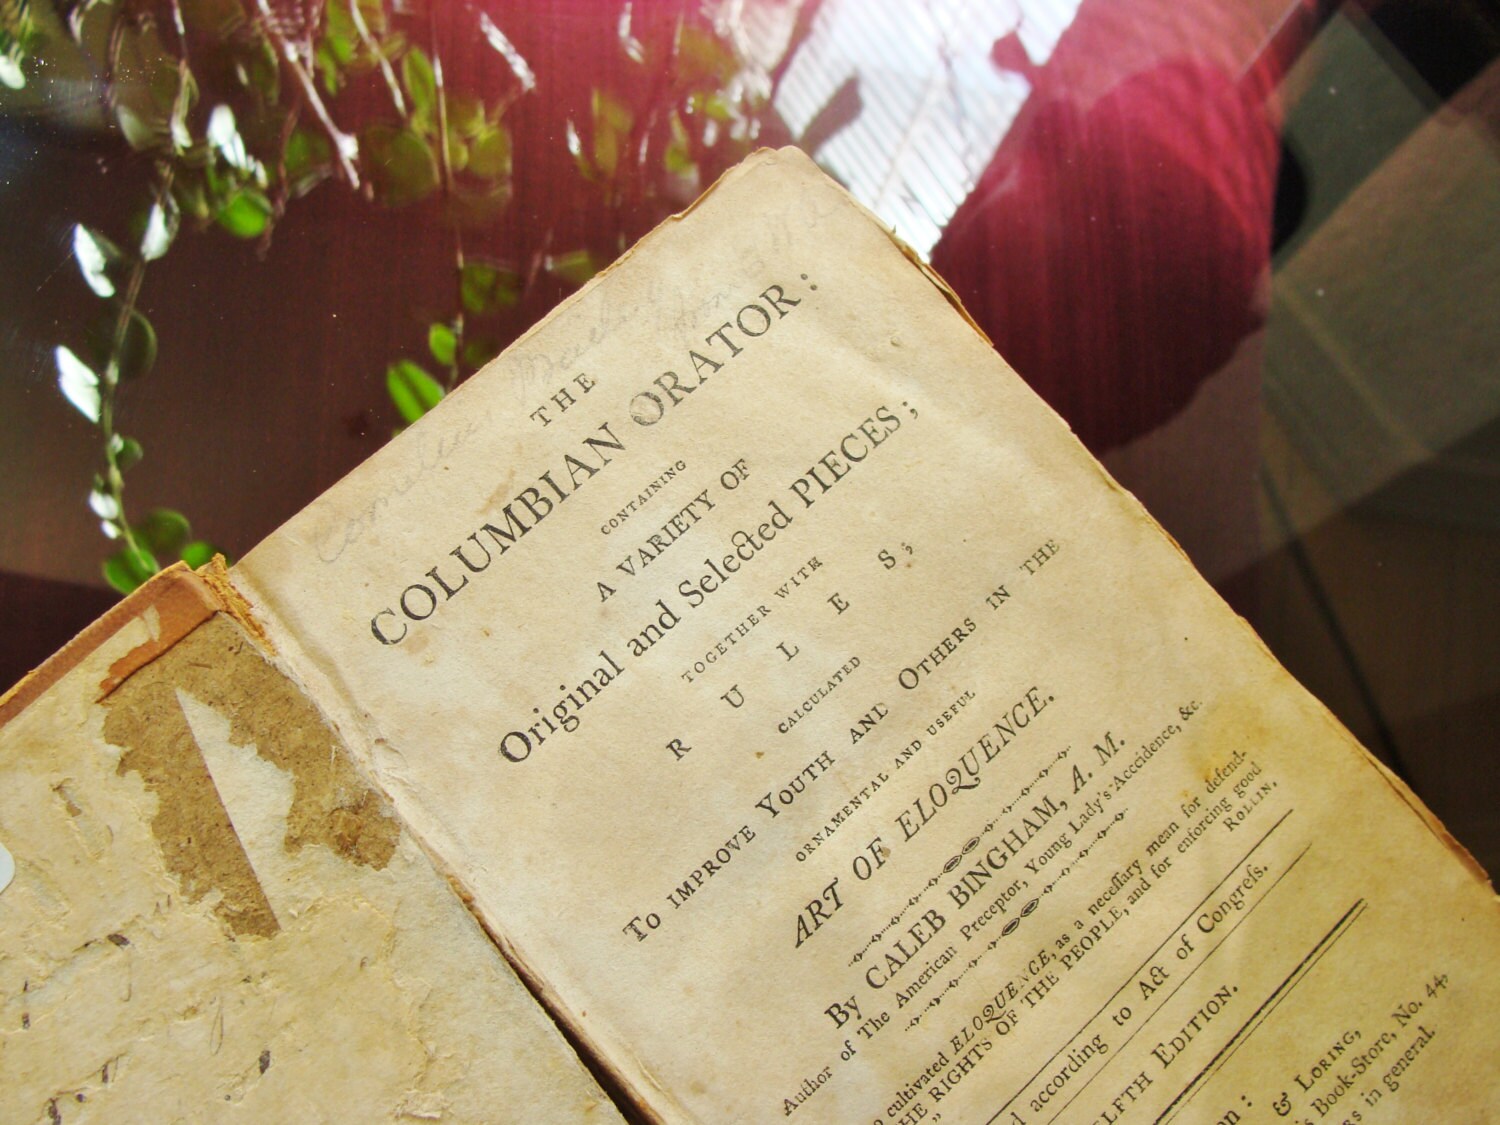 THE
COLUMBIAN ORATOR:
CONTAINING
A VARIETY OF
Original and Selected PIECES;
TOGETHER WITH
R U L E S;
CALCULATED
To IMPROVE YOUTH AND OTHERS IN THE
ORNAMENTAL AND USEFUL
ART OF ELOQUENCE.
By CALEB BINGHAM, A. M.
Author of The American Preceptor, Young Lady's Accidence, &c.
cultivated ELOQUENCE, as a neceſſary mean for defend-
THE RIGHTS OF THE PEOPLE, and for enforcing good
"
ROLLIN.
according to Act of Congreſs.
LFTH EDITION.
on:
& LORING,
Book-Store, No. 44,
in general.